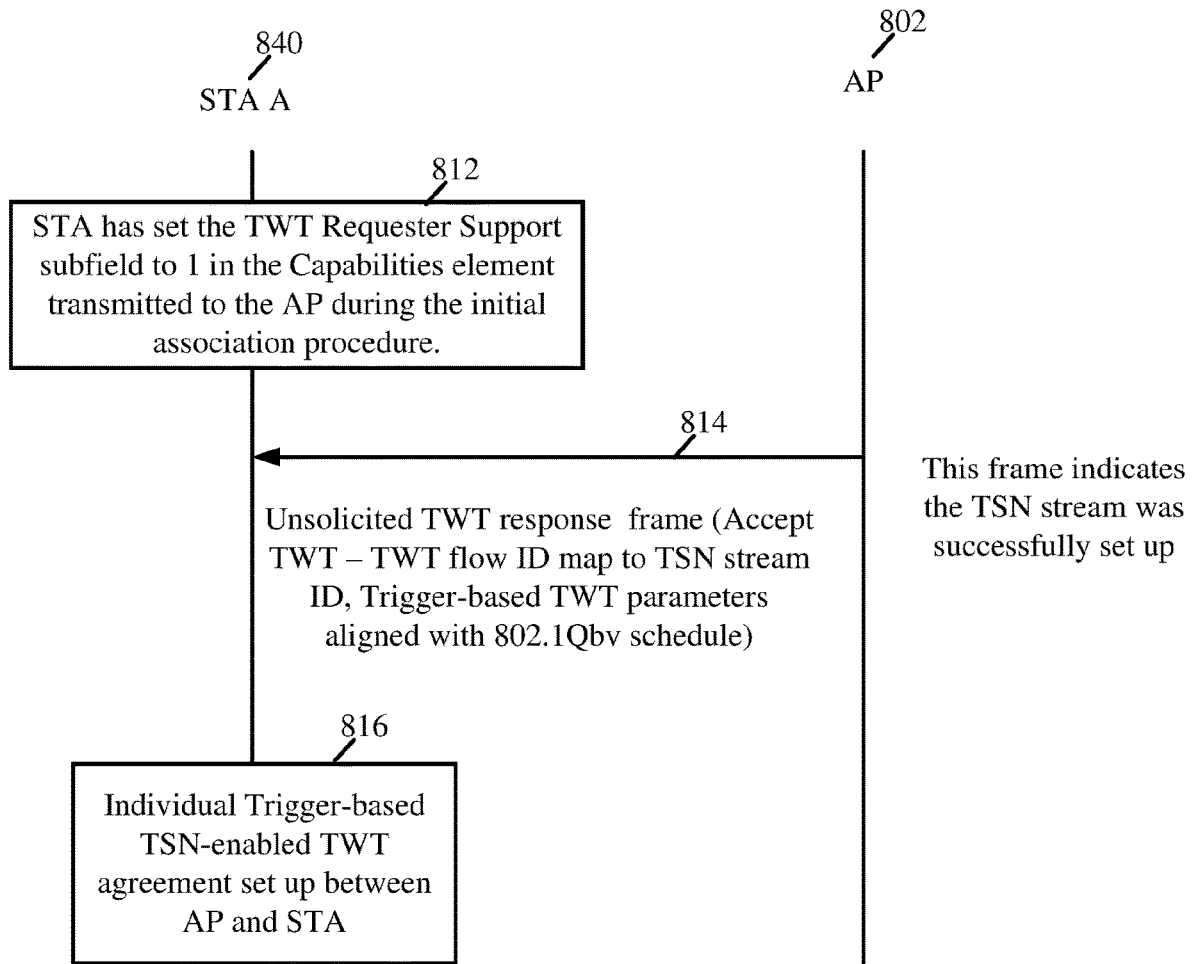 840
STA A
802
AP
812
STA has set the TWT Requester Support
subfield to 1 in the Capabilities element
transmitted to the AP during the initial
association procedure.
814
This frame indicates
the TSN stream was
successfully set up
Unsolicited TWT response frame (Accept
TWT – TWT flow ID map to TSN stream
ID, Trigger-based TWT parameters
aligned with 802.1Qbv schedule)
816
Individual Trigger-based
TSN-enabled TWT
agreement set up between
AP and STA